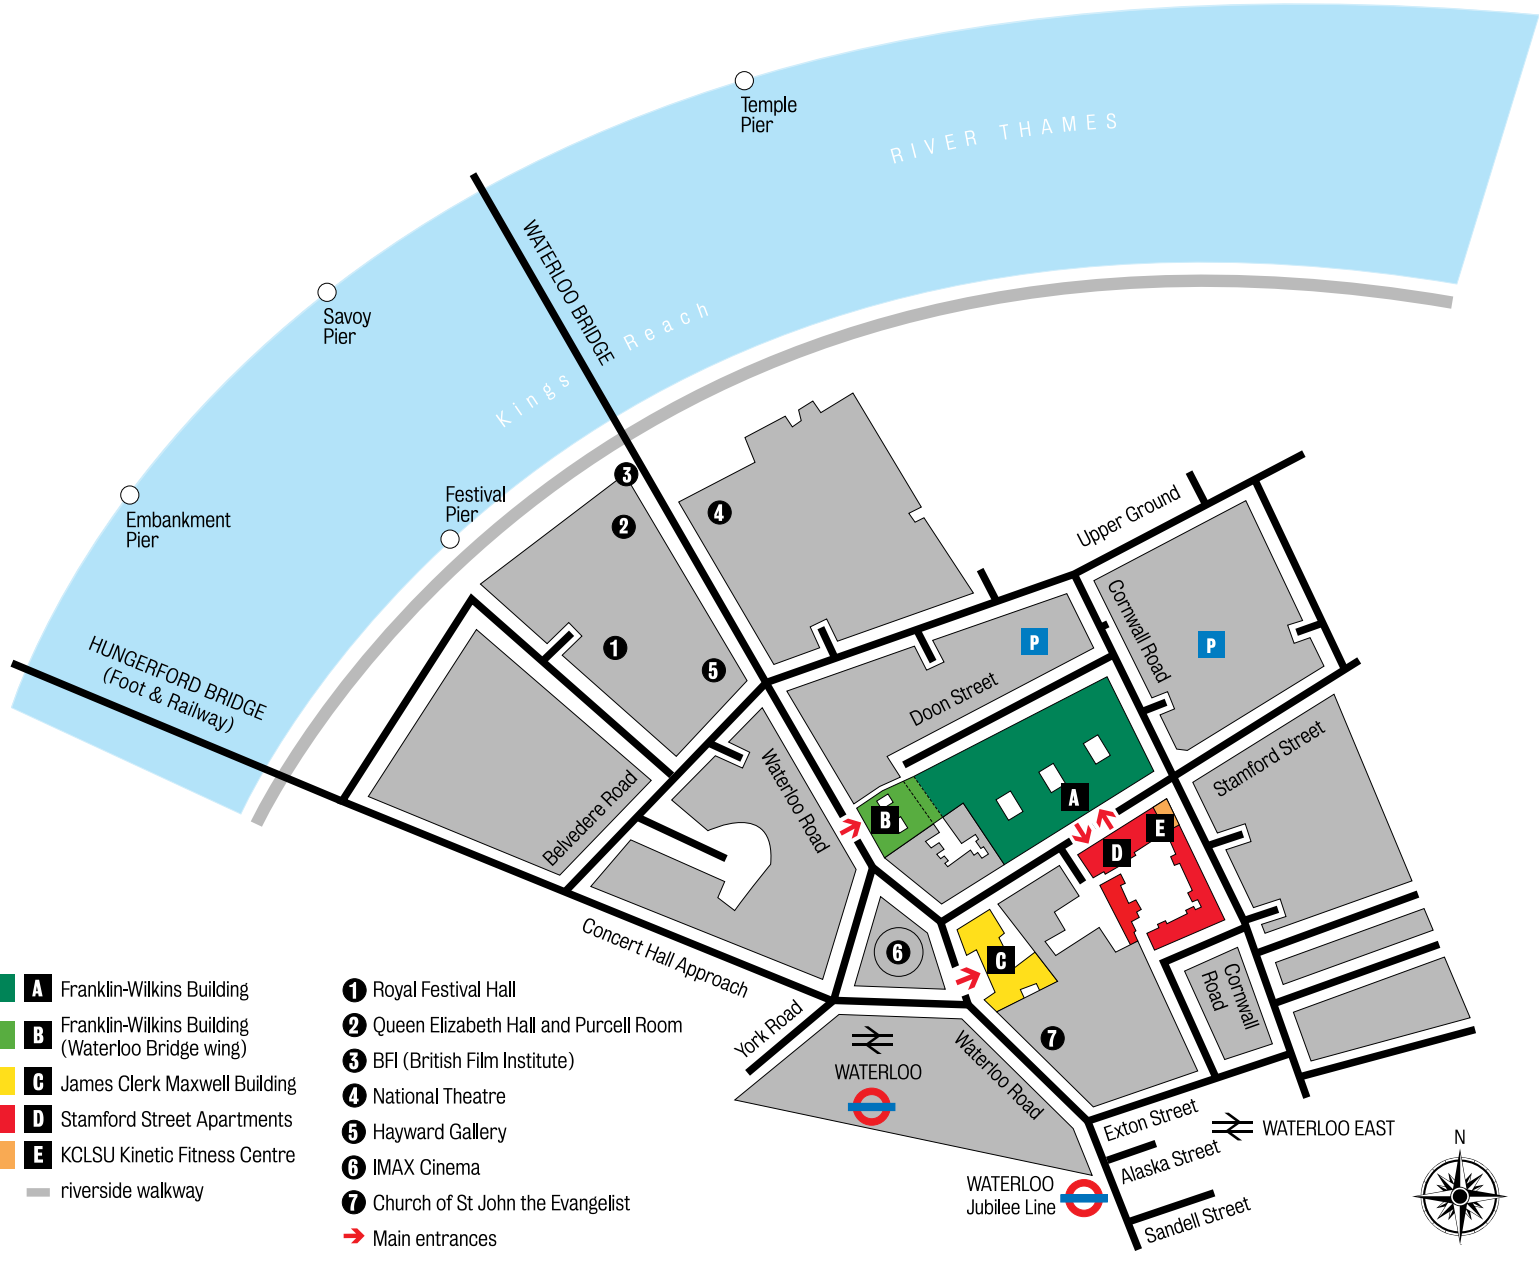 Temple
Pier
RIVER THAMES
WATERLOO BRIDGE
Savoy
Pier
Kings Reach
Embankment
Pier
Festival
Pier
3
2
4
1
5
Upper Ground
Cornwall Road
P
P
HUNGERFORD BRIDGE
(Foot & Railway)
Doon Street
Stamford Street
Waterloo Road
Belvedere Road
A
B
E
D
C
6
7
Concert Hall Approach
York Road
WATERLOO
Waterloo Road
Cornwall
Road
Exton Street
WATERLOO EAST
Alaska Street
WATERLOO
Jubilee Line
Sandell Street
N
A Franklin-Wilkins Building
B Franklin-Wilkins Building
(Waterloo Bridge wing)
C James Clerk Maxwell Building
D Stamford Street Apartments
E KCLSU Kinetic Fitness Centre
riverside walkway
1 Royal Festival Hall
2 Queen Elizabeth Hall and Purcell Room
3 BFI (British Film Institute)
4 National Theatre
5 Hayward Gallery
6 IMAX Cinema
7 Church of St John the Evangelist
Main entrances